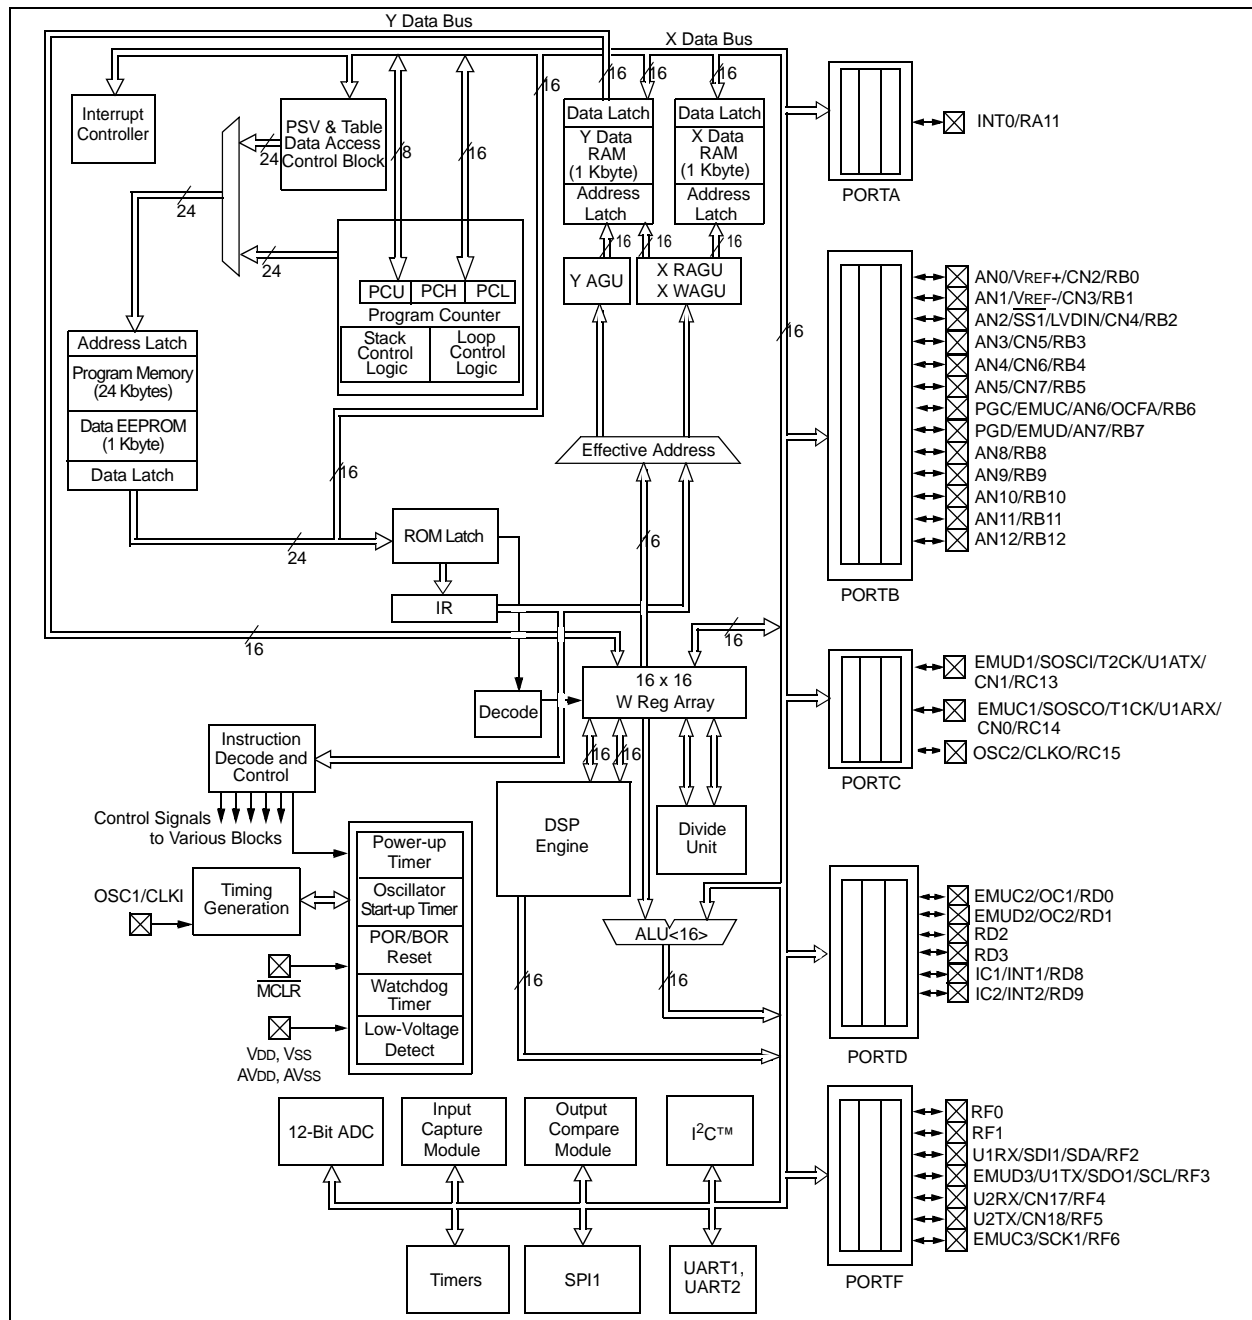 Y Data Bus
X Data Bus
16
16
16
16
Interrupt
Controller
PSV & Table
Data Access
Control Block
24
8
16
24
24
Data Latch
Y Data
RAM
(1 Kbyte)
Address
Latch
Data Latch
X Data
RAM
(1 Kbyte)
Address
Latch
16
16
16
Y AGU
X RAGU
X WAGU
PCU
PCH
PCL
Program Counter
Stack
Control
Logic
Loop
Control
Logic
Address Latch
Program Memory
(24 Kbytes)
Data EEPROM
(1 Kbyte)
Data Latch
16
Effective Address
16
24
ROM Latch
IR
6
16
16
16 x 16
W Reg Array
Decode
Instruction
Decode and
Control
16
16
Control Signals
to Various Blocks
DSP
Engine
Divide
Unit
Power-up
Timer
Oscillator
Start-up Timer
POR/BOR
Reset
Watchdog
Timer
Low-Voltage
Detect
OSC1/CLKI
Timing
Generation
MCLR
VDD, VSS
AVDD, AVSS
ALU<16>
16
16
12-Bit ADC
Input
Capture
Module
Output
Compare
Module
I2C™
Timers
SPI1
UART1,
UART2
INT0/RA11
PORTA
AN0/VREF+/CN2/RB0
AN1/VREF-/CN3/RB1
AN2/SS1/LVDIN/CN4/RB2
AN3/CN5/RB3
AN4/CN6/RB4
AN5/CN7/RB5
PGC/EMUC/AN6/OCFA/RB6
PGD/EMUD/AN7/RB7
AN8/RB8
AN9/RB9
AN10/RB10
AN11/RB11
AN12/RB12
PORTB
EMUD1/SOSCI/T2CK/U1ATX/
CN1/RC13
EMUC1/SOSCO/T1CK/U1ARX/
CN0/RC14
OSC2/CLKO/RC15
PORTC
EMUC2/OC1/RD0
EMUD2/OC2/RD1
RD2
RD3
IC1/INT1/RD8
IC2/INT2/RD9
PORTD
RF0
RF1
U1RX/SDI1/SDA/RF2
EMUD3/U1TX/SDO1/SCL/RF3
U2RX/CN17/RF4
U2TX/CN18/RF5
EMUC3/SCK1/RF6
PORTF